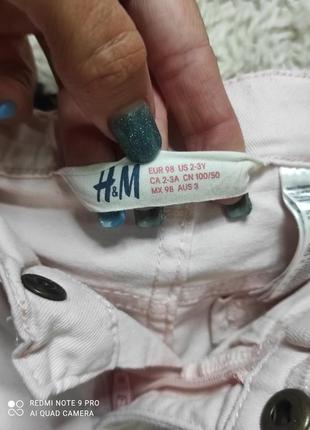 H&M
EUR 98 US 2-3Y
CA 2-3A CN 100/50
MX 98 AUS 3
REDMI NOTE 9 PRO
AI QUAD CAMERA